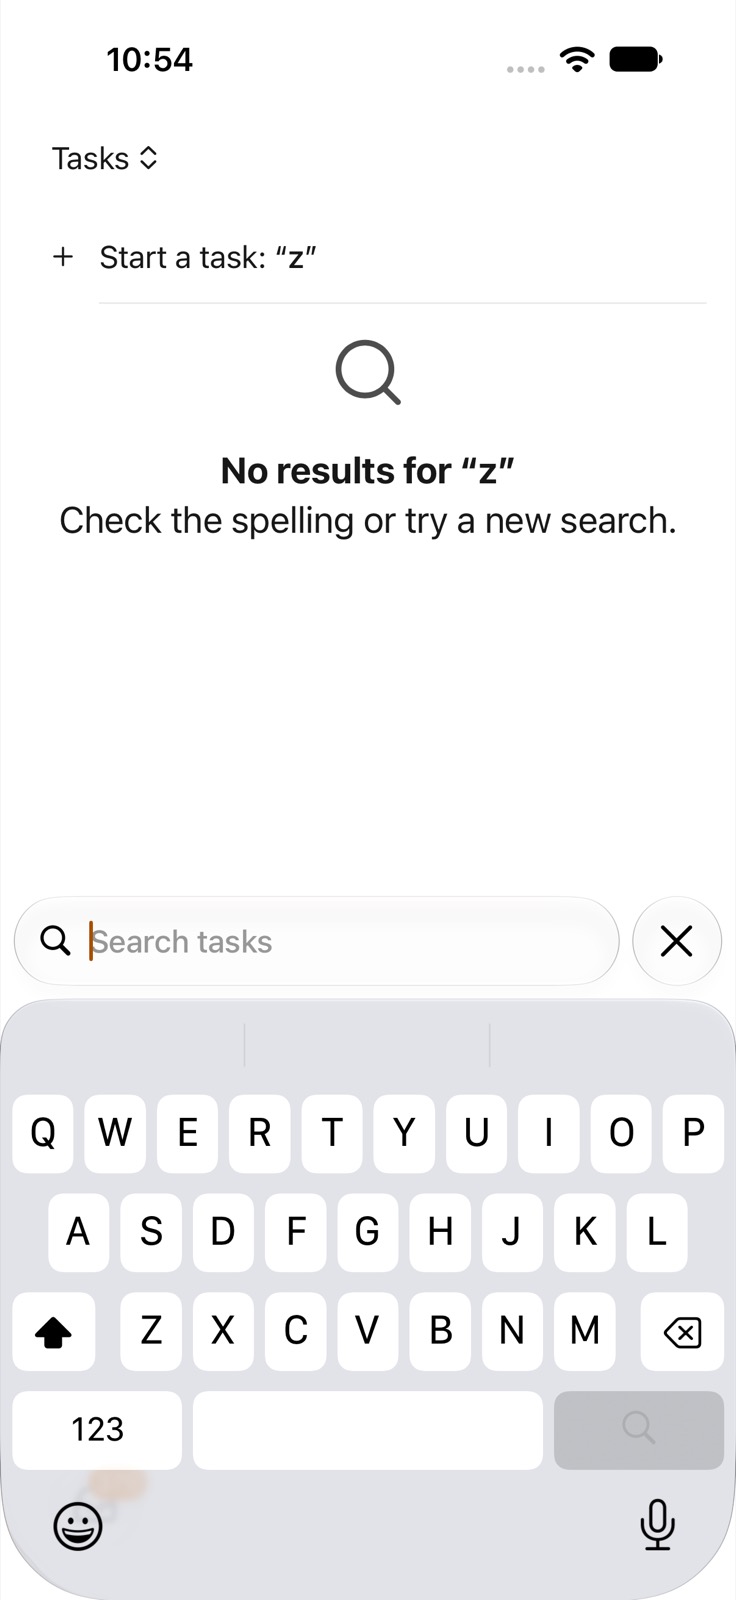 10:54
Tasks
Start a task: “z”
No results for “z”
Check the spelling or try a new search.
Search tasks
Q W E R T Y U I O P
A S D F G H J K L
Z X C V B N M
123